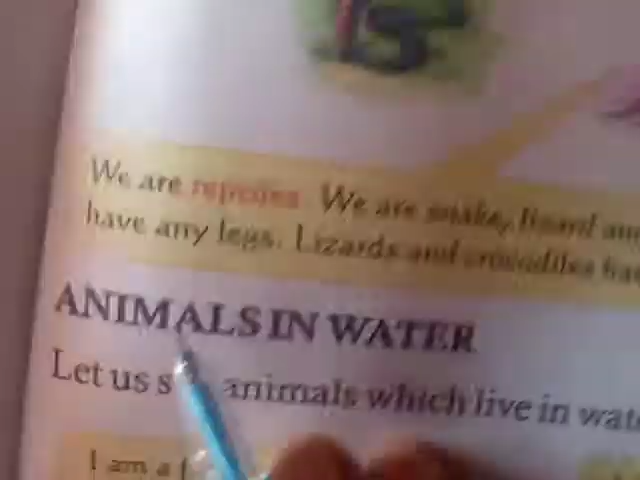 We are reptiles. We are snake, lizard and
have any legs. Lizards and crocodiles
ANIMALS IN WATER
Let us animals which live in
I am a